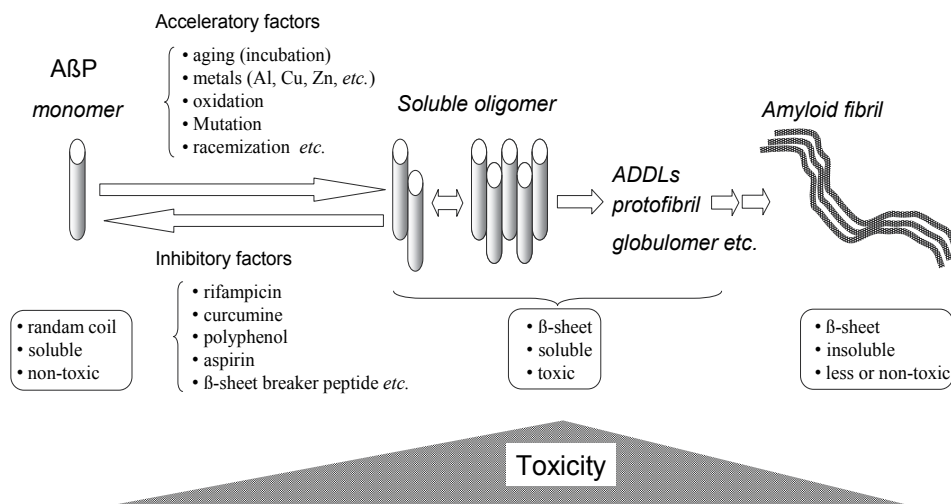 Acceleratory factors
• aging (incubation)
• metals (Al, Cu, Zn, etc.)
• oxidation
• Mutation
• racemization etc.
AßP
monomer
Soluble oligomer
Amyloid fibril
ADDLs
protofibril
globulomer etc.
Inhibitory factors
• rifampicin
• curcumine
• polyphenol
• aspirin
• ß-sheet breaker peptide etc.
• randam coil
• soluble
• non-toxic
• ß-sheet
• soluble
• toxic
• ß-sheet
• insoluble
• less or non-toxic
Toxicity